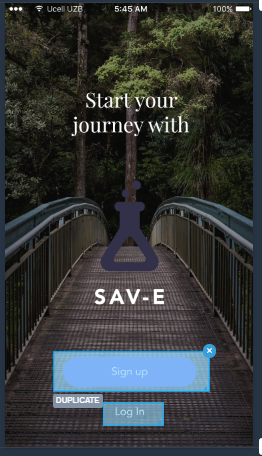 Ucell UZB 5:45 AM 100%
Start your
journey with
SAV-E
Sign up
DUPLICATE
Log In